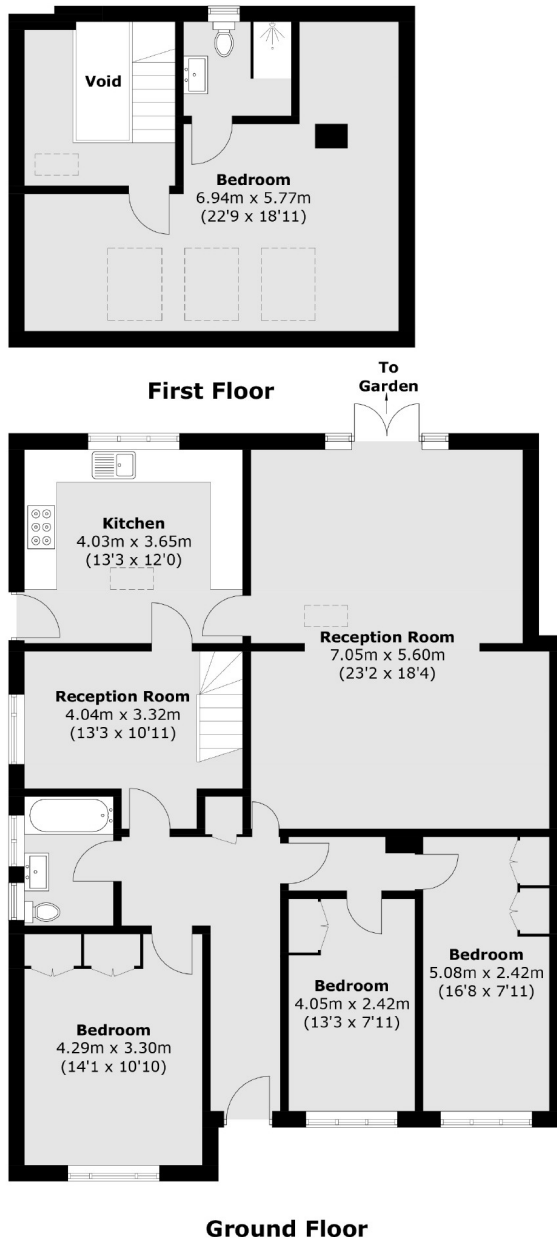 Void
Bedroom
6.94m x 5.77m
(22'9 x 18'11)
First Floor
To
Garden
Kitchen
4.03m x 3.65m
(13'3 x 12'0)
Reception Room
7.05m x 5.60m
(23'2 x 18'4)
Reception Room
4.04m x 3.32m
(13'3 x 10'11)
Bedroom
5.08m x 2.42m
(16'8 x 7'11)
Bedroom
4.05m x 2.42m
(13'3 x 7'11)
Bedroom
4.29m x 3.30m
(14'1 x 10'10)
Ground Floor